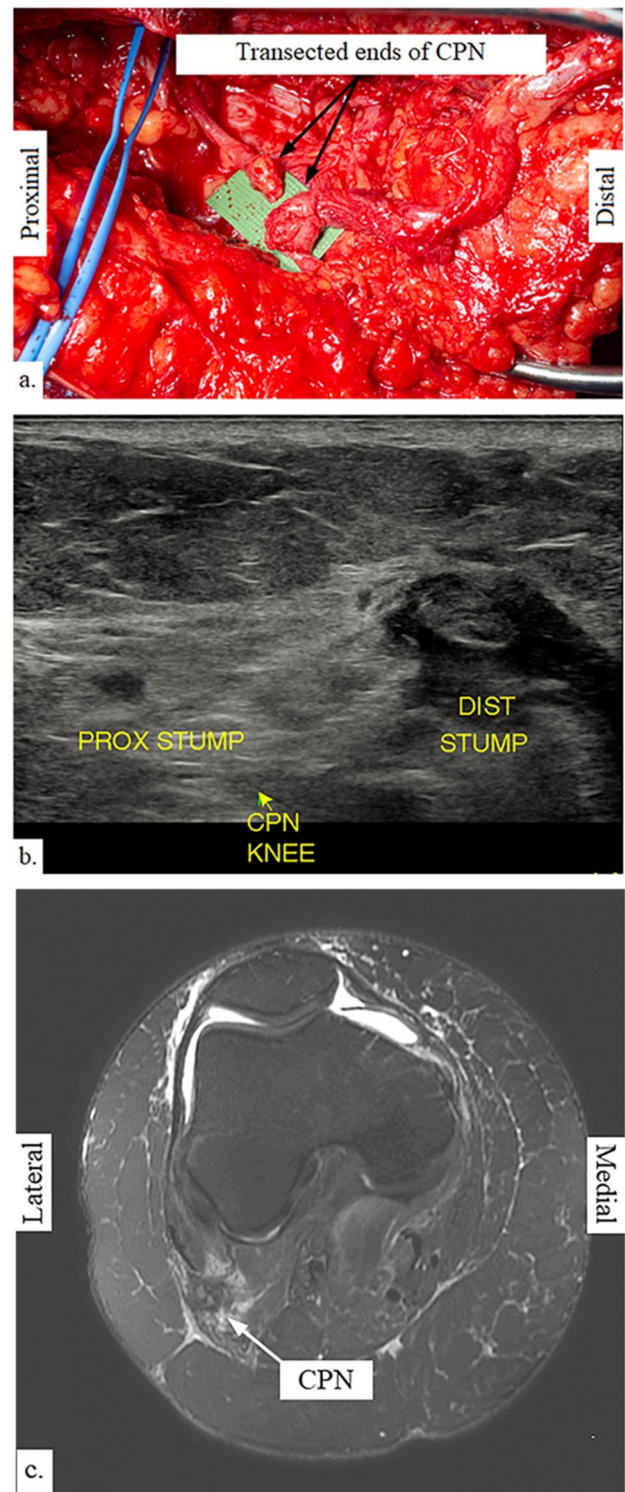 Transected ends of CPN
Proximal
Distal
a.
PROX STUMP
DIST
STUMP
CPN
KNEE
b.
Lateral
Medial
CPN
c.